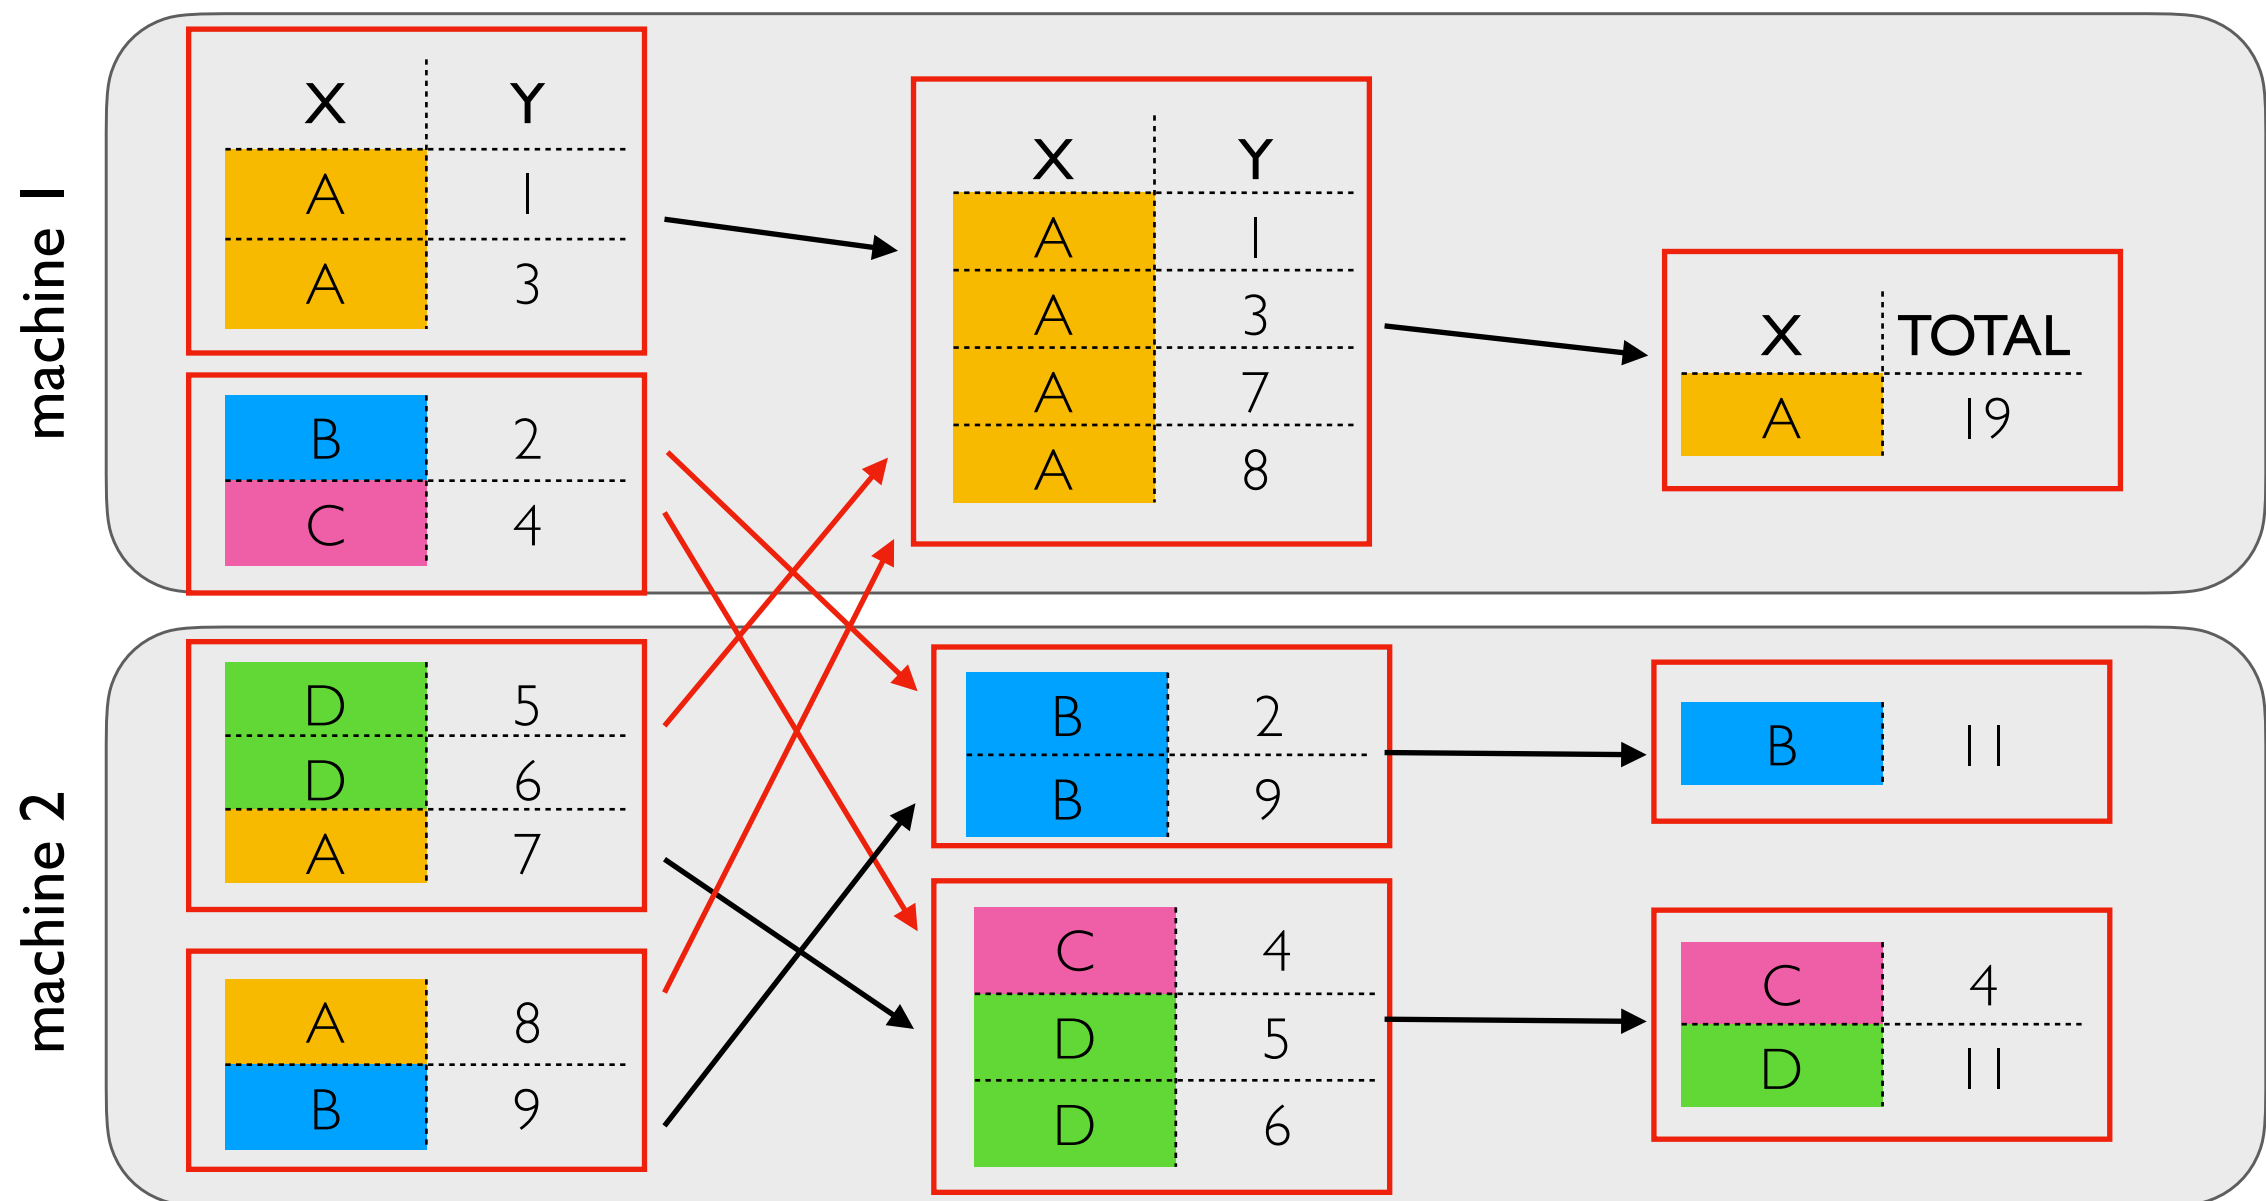 machine 1
X Y
A 1
A 3
B 2
C 4
X Y
A 1
A 3
A 7
A 8
X TOTAL
A 19
machine 2
D 5
D 6
A 7
A 8
B 9
B 2
B 9
C 4
D 5
D 6
B 11
C 4
D 11